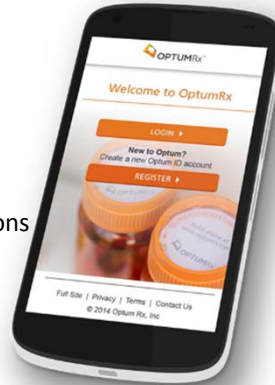 OPTUMRx™
Welcome to OptumRx
LOGIN
New to Optum?
Create a new Optum ID account
REGISTER
ons
OPTUMRx
Full Site | Privacy | Terms | Contact Us
© 2014 Optum Rx, Inc